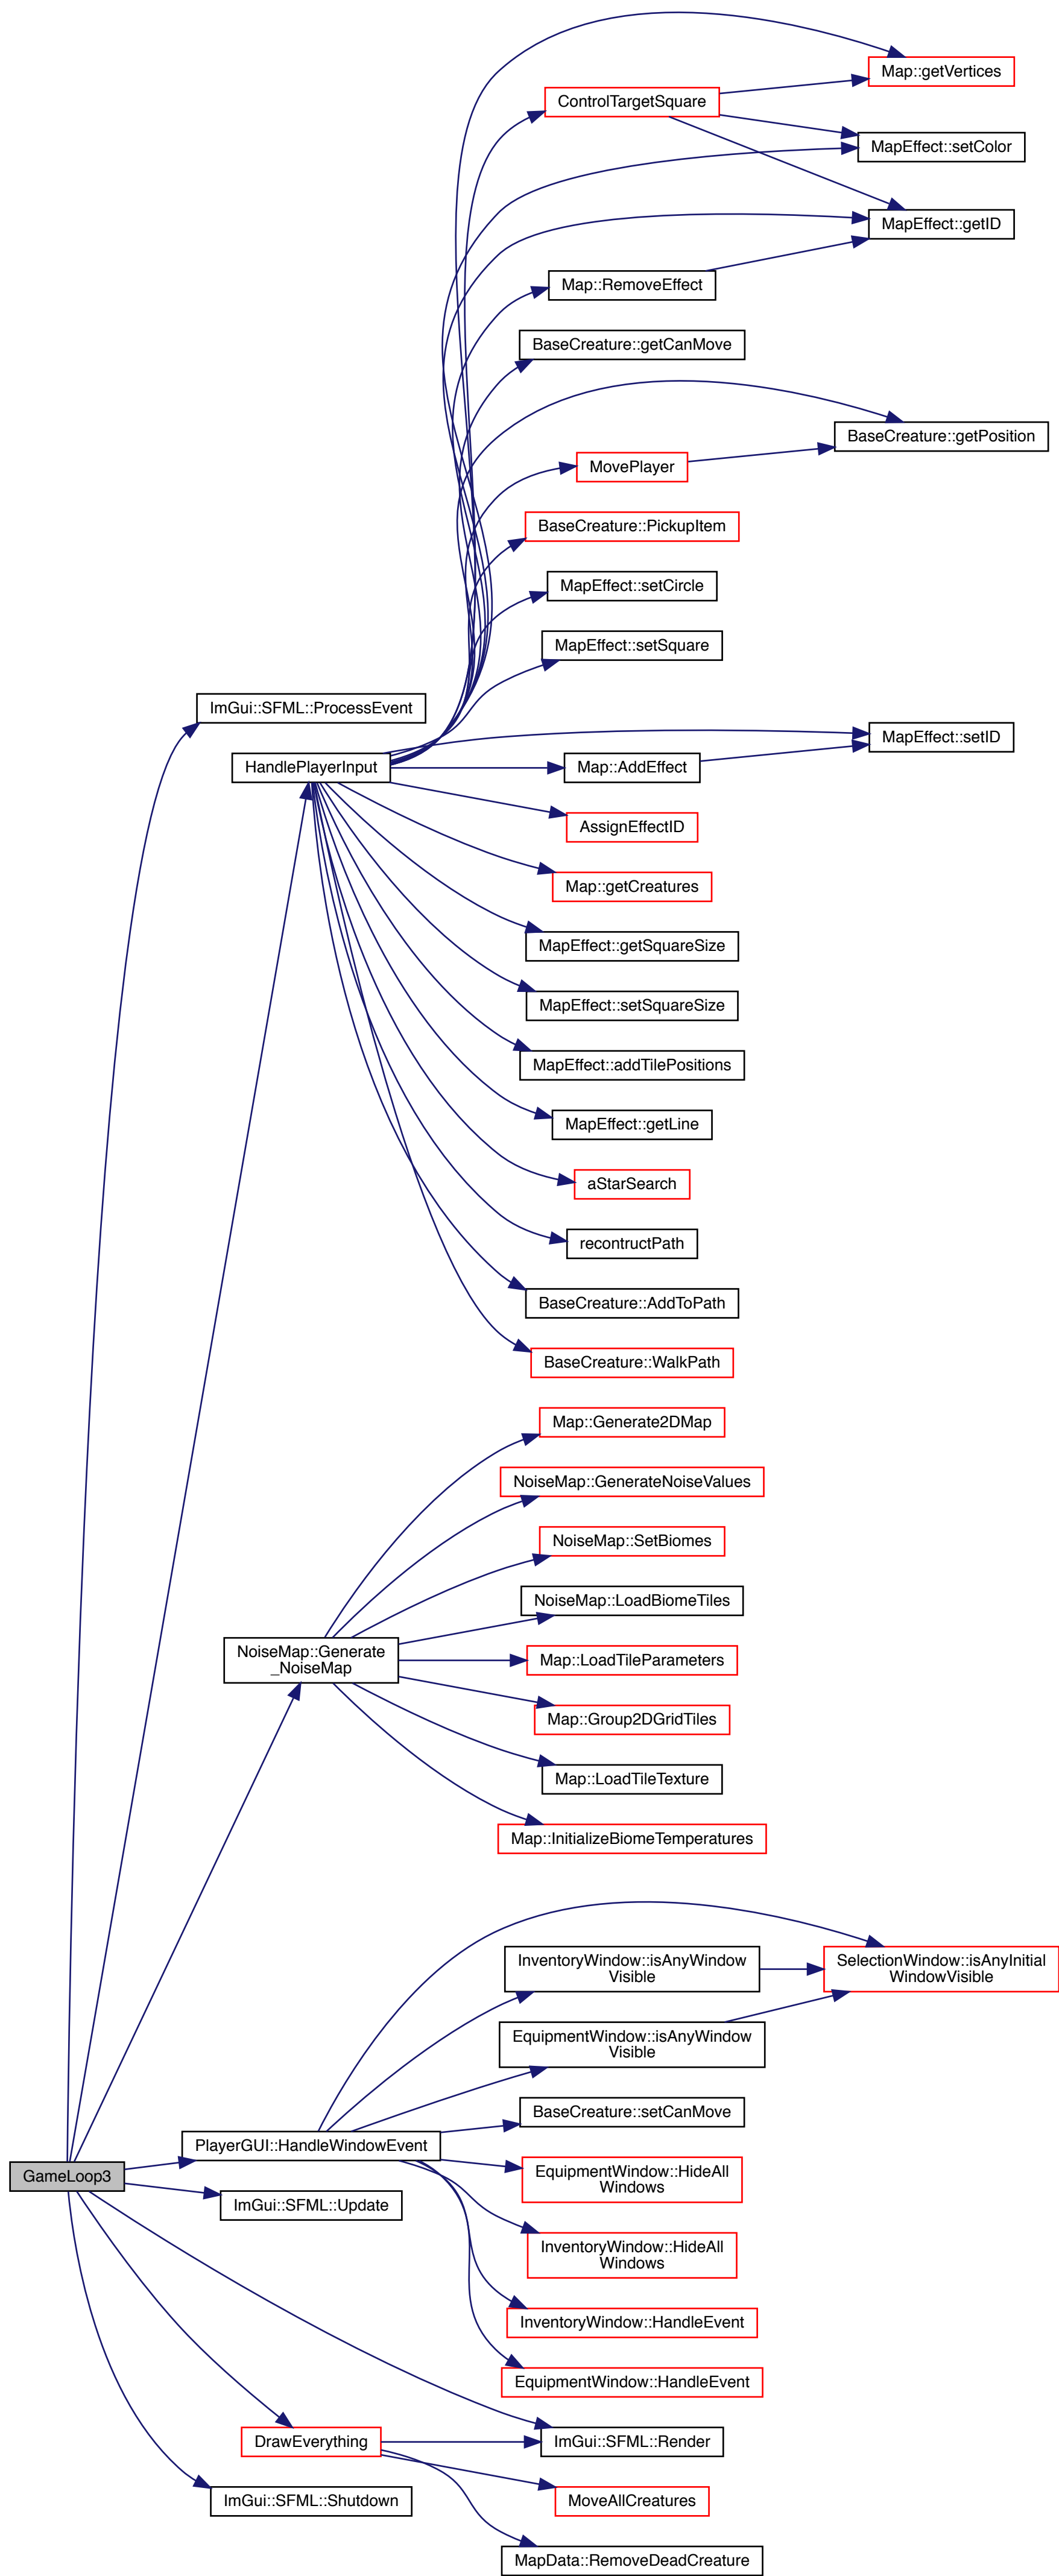 Map::getVertices
ControlTargetSquare
MapEffect::setColor
MapEffect::getID
Map::RemoveEffect
BaseCreature::getCanMove
BaseCreature::getPosition
MovePlayer
BaseCreature::PickupItem
MapEffect::setCircle
MapEffect::setSquare
ImGui::SFML::ProcessEvent
MapEffect::setID
HandlePlayerInput
Map::AddEffect
AssignEffectID
Map::getCreatures
MapEffect::getSquareSize
MapEffect::setSquareSize
MapEffect::addTilePositions
MapEffect::getLine
aStarSearch
recontructPath
BaseCreature::AddToPath
BaseCreature::WalkPath
Map::Generate2DMap
NoiseMap::GenerateNoiseValues
NoiseMap::SetBiomes
NoiseMap::LoadBiomeTiles
NoiseMap::Generate
_NoiseMap
Map::LoadTileParameters
Map::Group2DGridTiles
Map::LoadTileTexture
Map::InitializeBiomeTemperatures
InventoryWindow::isAnyWindow
Visible
SelectionWindow::isAnyInitial
WindowVisible
EquipmentWindow::isAnyWindow
Visible
BaseCreature::setCanMove
PlayerGUI::HandleWindowEvent
GameLoop3
EquipmentWindow::HideAll
Windows
ImGui::SFML::Update
InventoryWindow::HideAll
Windows
InventoryWindow::HandleEvent
EquipmentWindow::HandleEvent
DrawEverything
ImGui::SFML::Render
ImGui::SFML::Shutdown
MoveAllCreatures
MapData::RemoveDeadCreature